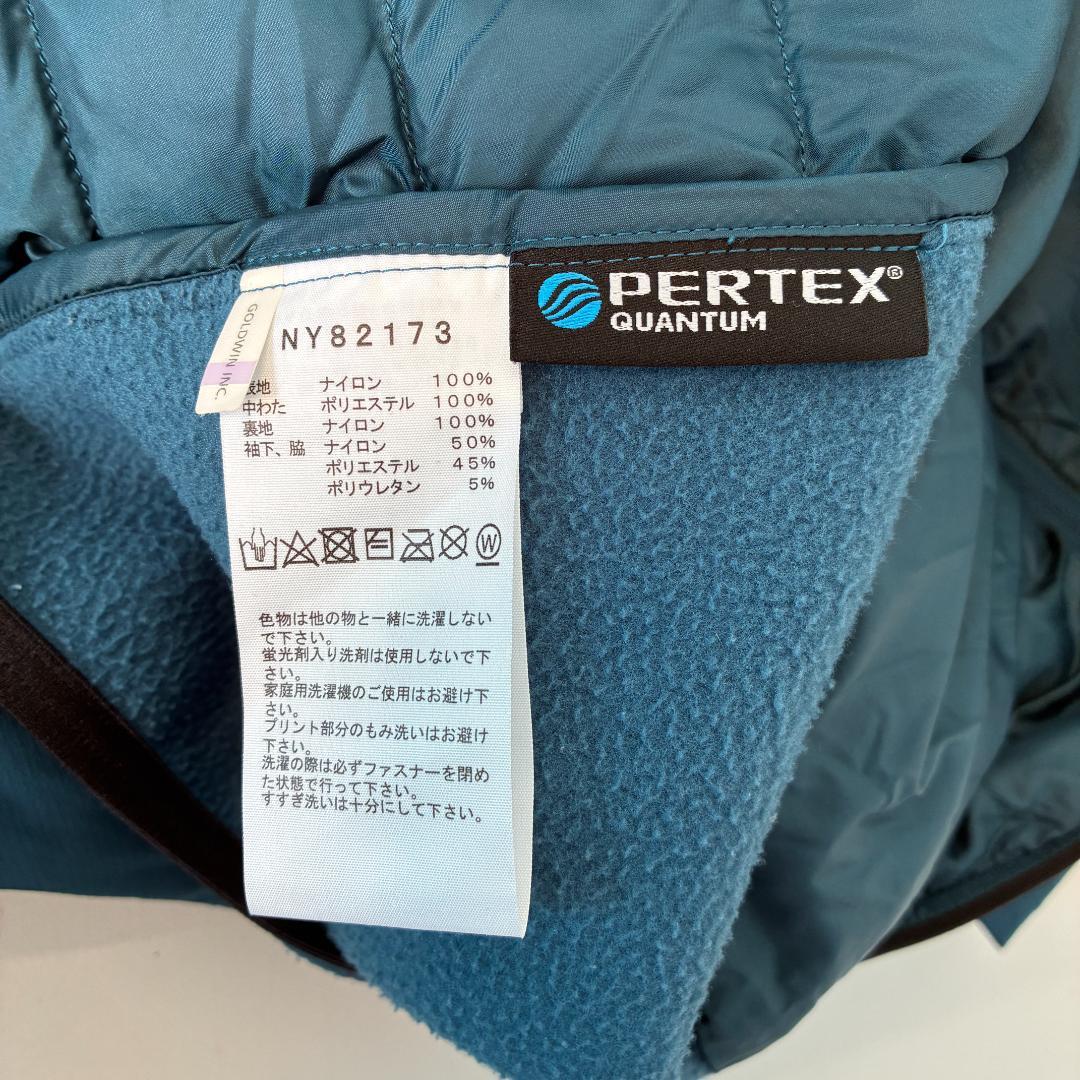 PERTEX®
QUANTUM
GOLDWIN INC.
NY82173
表地 ナイロン 100%
中わた ポリエステル 100%
裏地 ナイロン 100%
袖下、脇 ナイロン 50%
ポリエステル 45%
ポリウレタン 5%
W
色物は他の物と一緒に洗濯しない
で下さい。
蛍光剤入り洗剤は使用しないで下
さい。
家庭用洗濯機のご使用はお避け下
さい。
プリント部分のもみ洗いはお避け
下さい。
洗濯の際は必ずファスナーを閉め
た状態で行って下さい。
すすぎ洗いは十分にして下さい。